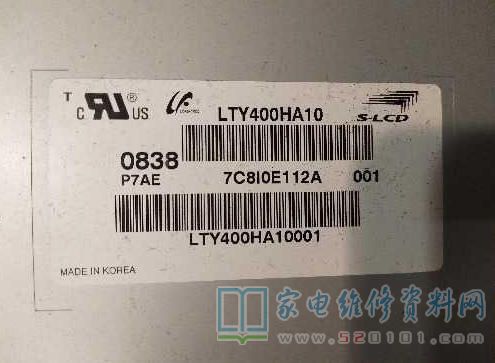 T
c RU ® US
LTY400HA10
S-LCD
0838
P7AE 7C8I0E112A 001
LTY400HA10001
MADE IN KOREA
家电维修资料网
www.520101.com